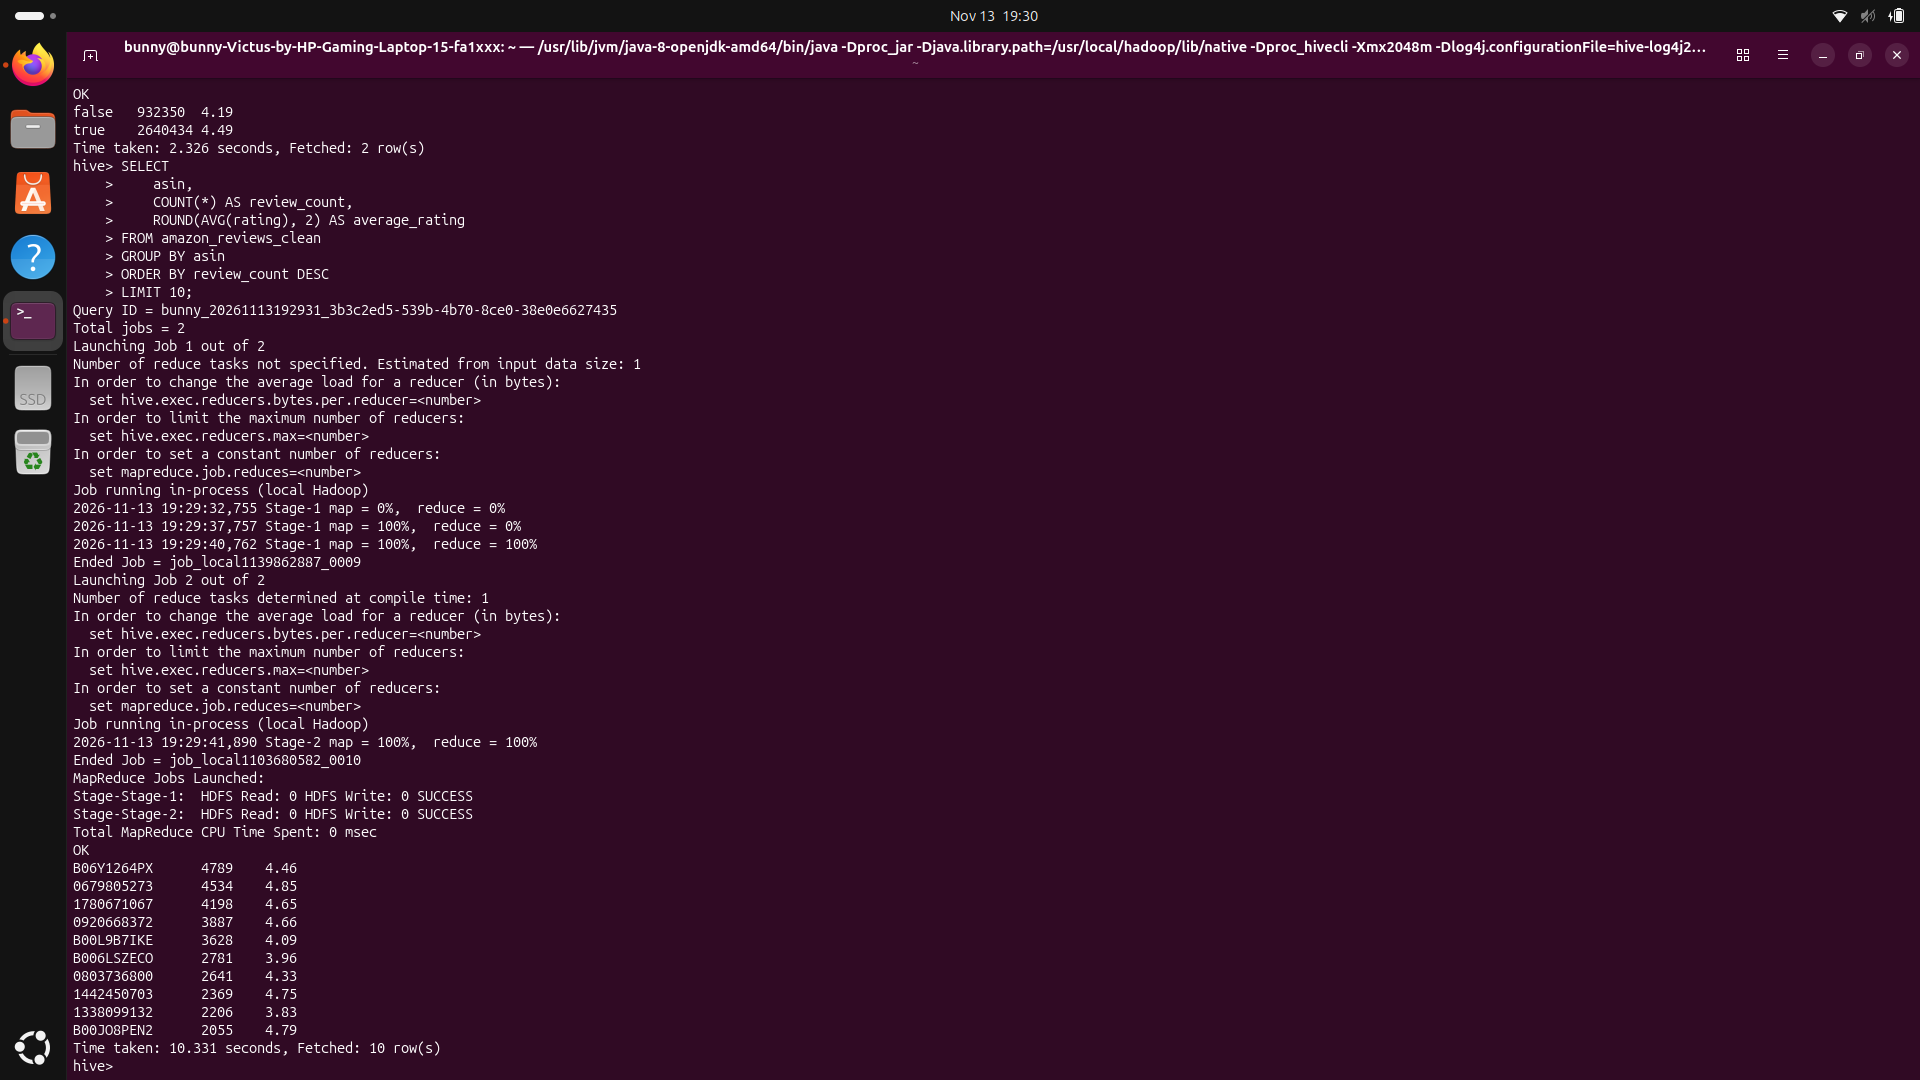 Nov 13 19:30
bunny@bunny-Victus-by-HP-Gaming-Laptop-15-fa1xxx: ~ — /usr/lib/jvm/java-8-openjdk-amd64/bin/java -Dproc_jar -Djava.library.path=/usr/local/hadoop/lib/native -Dproc_hivecli -Xmx2048m -Dlog4j.configurationFile=hive-log4j2…
~
OK
false   932350  4.19
true    2640434 4.49
Time taken: 2.326 seconds, Fetched: 2 row(s)
hive> SELECT
    >     asin,
    >     COUNT(*) AS review_count,
    >     ROUND(AVG(rating), 2) AS average_rating
    > FROM amazon_reviews_clean
    > GROUP BY asin
    > ORDER BY review_count DESC
    > LIMIT 10;
Query ID = bunny_20261113192931_3b3c2ed5-539b-4b70-8ce0-38e0e6627435
Total jobs = 2
Launching Job 1 out of 2
Number of reduce tasks not specified. Estimated from input data size: 1
In order to change the average load for a reducer (in bytes):
  set hive.exec.reducers.bytes.per.reducer=<number>
In order to limit the maximum number of reducers:
  set hive.exec.reducers.max=<number>
In order to set a constant number of reducers:
  set mapreduce.job.reduces=<number>
Job running in-process (local Hadoop)
2026-11-13 19:29:32,755 Stage-1 map = 0%,  reduce = 0%
2026-11-13 19:29:37,757 Stage-1 map = 100%,  reduce = 0%
2026-11-13 19:29:40,762 Stage-1 map = 100%,  reduce = 100%
Ended Job = job_local1139862887_0009
Launching Job 2 out of 2
Number of reduce tasks determined at compile time: 1
In order to change the average load for a reducer (in bytes):
  set hive.exec.reducers.bytes.per.reducer=<number>
In order to limit the maximum number of reducers:
  set hive.exec.reducers.max=<number>
In order to set a constant number of reducers:
  set mapreduce.job.reduces=<number>
Job running in-process (local Hadoop)
2026-11-13 19:29:41,890 Stage-2 map = 100%,  reduce = 100%
Ended Job = job_local1103680582_0010
MapReduce Jobs Launched:
Stage-Stage-1:  HDFS Read: 0 HDFS Write: 0 SUCCESS
Stage-Stage-2:  HDFS Read: 0 HDFS Write: 0 SUCCESS
Total MapReduce CPU Time Spent: 0 msec
OK
B06Y1264PX      4789    4.46
0679805273      4534    4.85
1780671067      4198    4.65
0920668372      3887    4.66
B00L9B7IKE      3628    4.09
B006LSZECO      2781    3.96
0803736800      2641    4.33
1442450703      2369    4.75
1338099132      2206    3.83
B00JO8PEN2      2055    4.79
Time taken: 10.331 seconds, Fetched: 10 row(s)
hive>
SSD